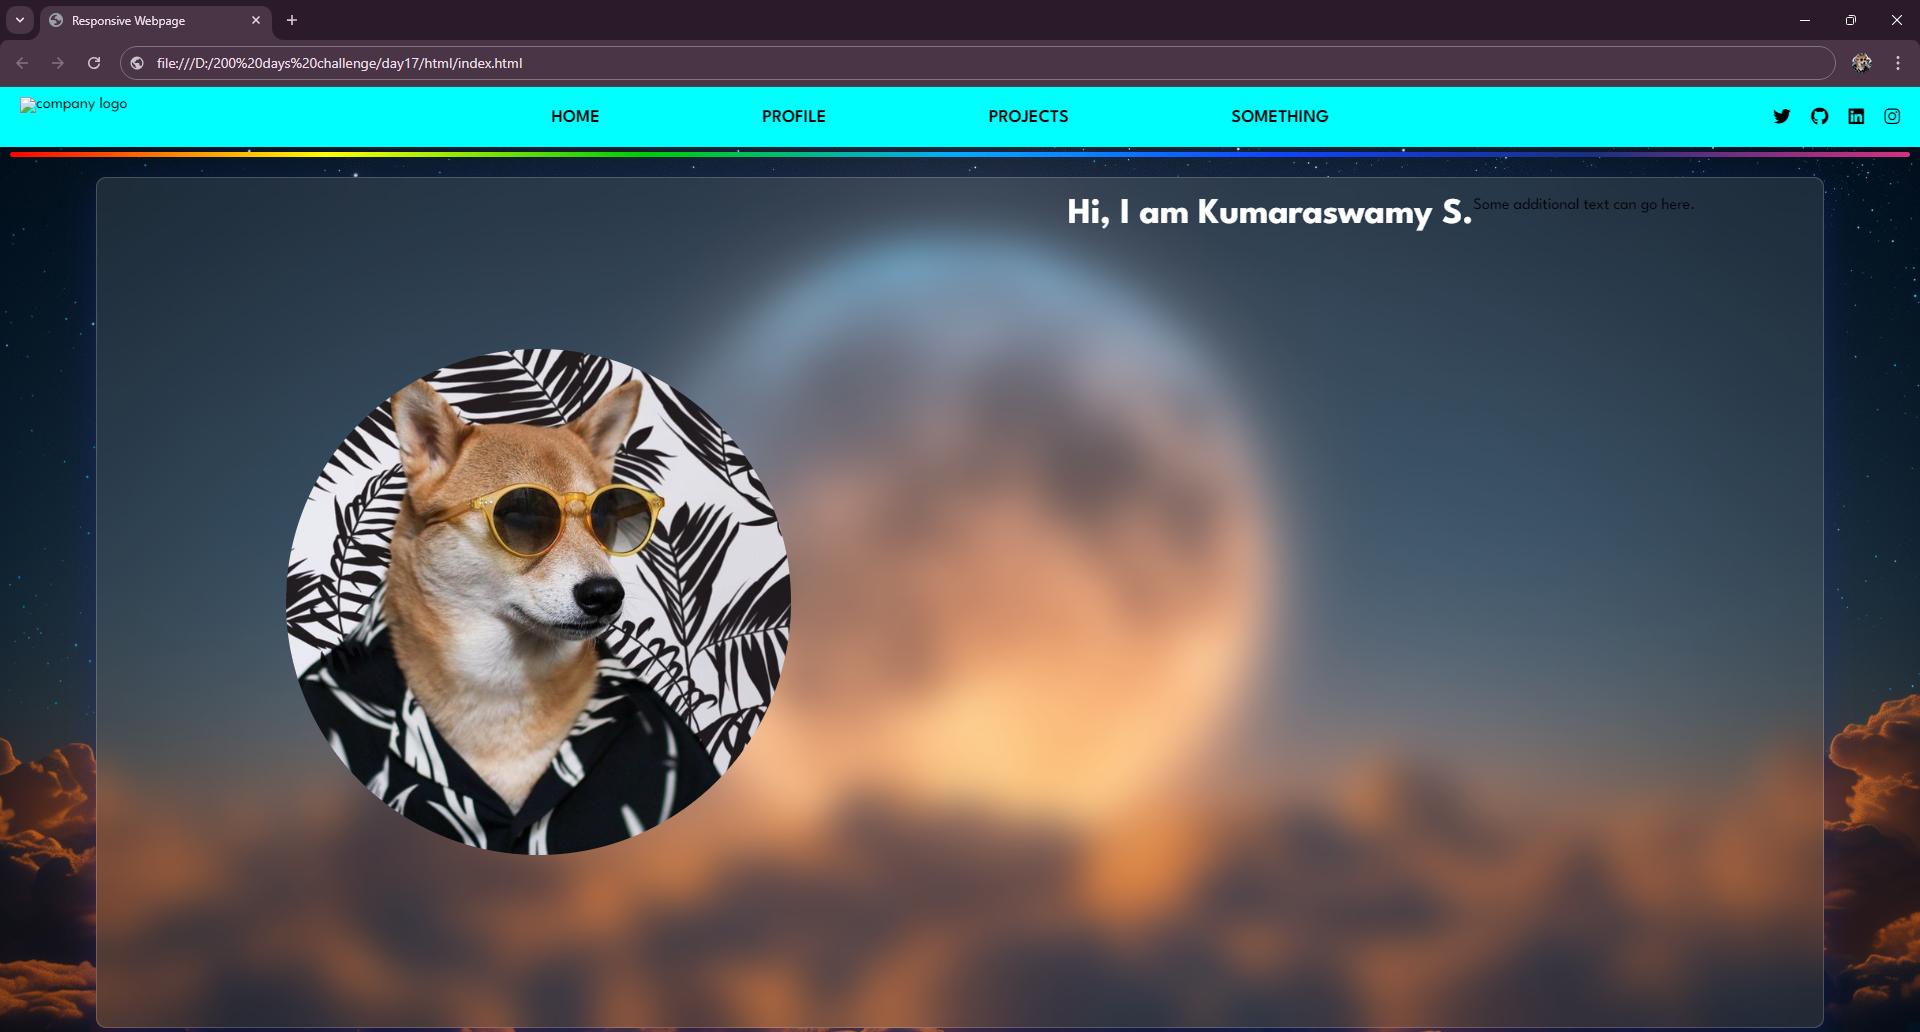 Responsive Webpage
file:///D:/200%20days%20challenge/day17/html/index.html
company logo
HOME
PROFILE
PROJECTS
SOMETHING
Hi, I am Kumaraswamy S.
Some additional text can go here.